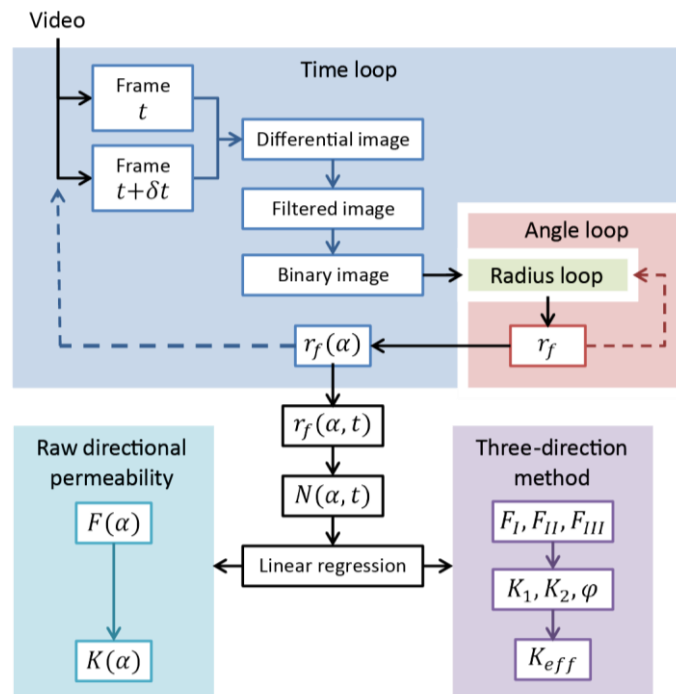 Video
Time loop
Frame
t
Frame
t+δt
Differential image
Filtered image
Binary image
Angle loop
Radius loop
r_f
r_f(α)
r_f(α, t)
N(α, t)
Linear regression
Raw directional
permeability
F(α)
K(α)
Three-direction
method
F_I, F_II, F_III
K_1, K_2, φ
K_eff